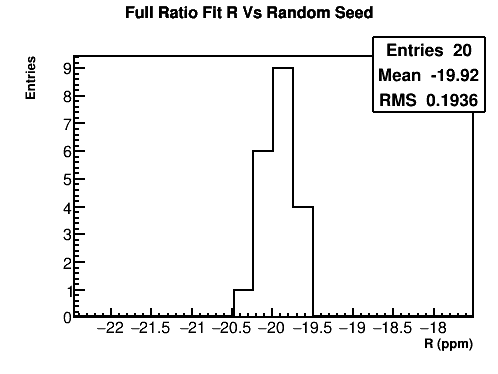 Full Ratio Fit R Vs Random Seed
Entries 20
Mean -19.92
RMS 0.1936
Entries
9
8
7
6
5
4
3
2
1
0
−22 −21.5 −21 −20.5 −20 −19.5 −19 −18.5 −18
R (ppm)